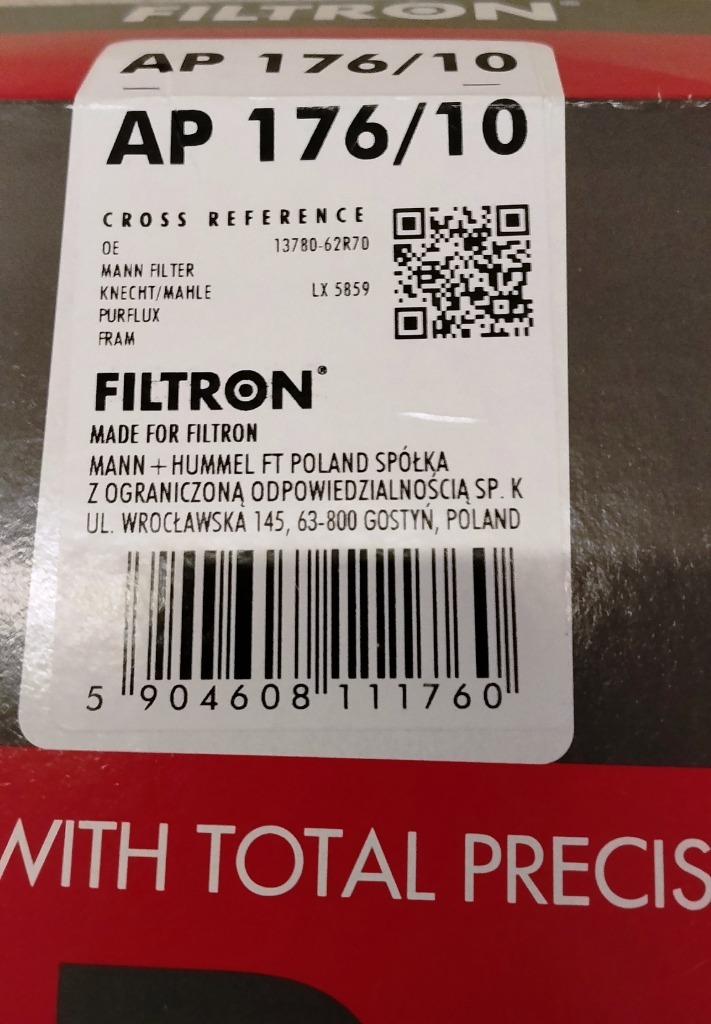 FILTRON
AP 176/10
AP 176/10
CROSS REFERENCE
OE 13780-62R70
MANN FILTER
KNECHT/MAHLE LX 5859
PURFLUX
FRAM
FILTRON®
MADE FOR FILTRON
MANN+HUMMEL FT POLAND SPÓŁKA
Z OGRANICZONĄ ODPOWIEDZIALNOŚCIĄ SP. K
UL. WROCŁAWSKA 145, 63-800 GOSTYŃ, POLAND
5 904608 111760
WITH TOTAL PRECIS